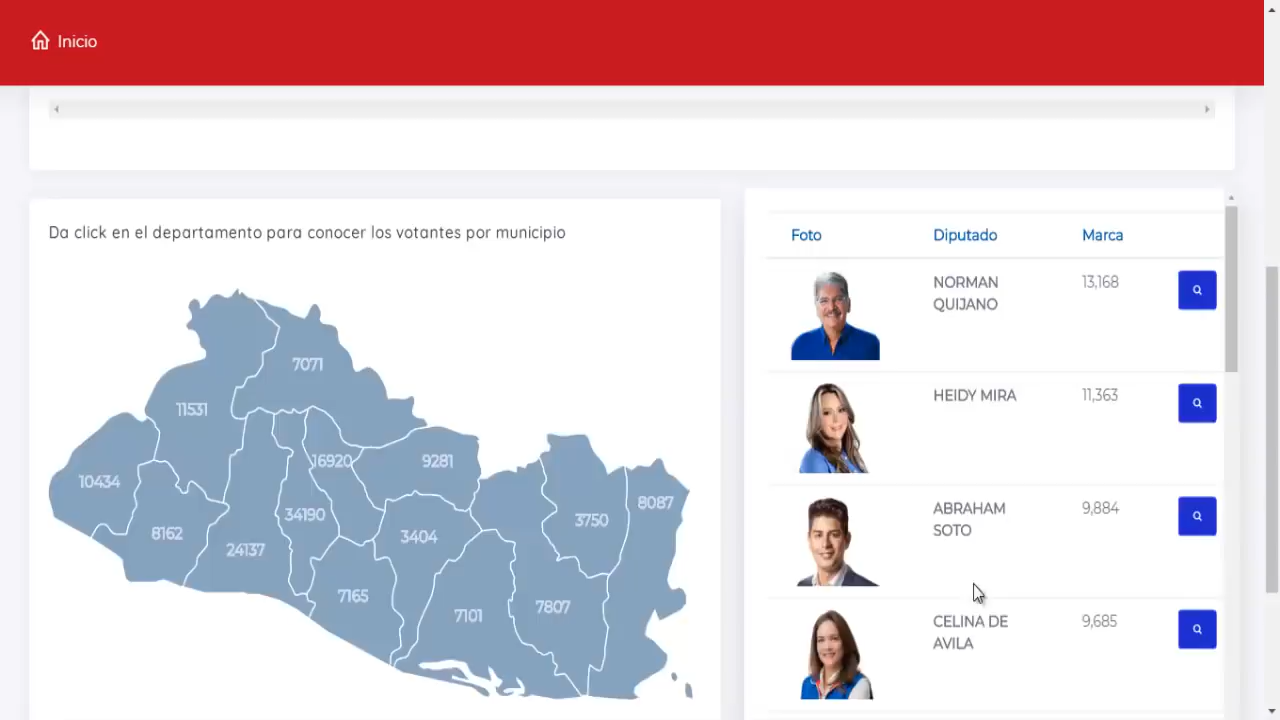 Inicio
Da click en el departamento para conocer los votantes por municipio
7071
11531
16920
9281
10434
8087
34190
3750
8162
3404
24137
7165
7807
7101
Foto Diputado Marca
NORMAN QUIJANO 13,168
HEIDY MIRA 11,363
ABRAHAM SOTO 9,884
CELINA DE AVILA 9,685